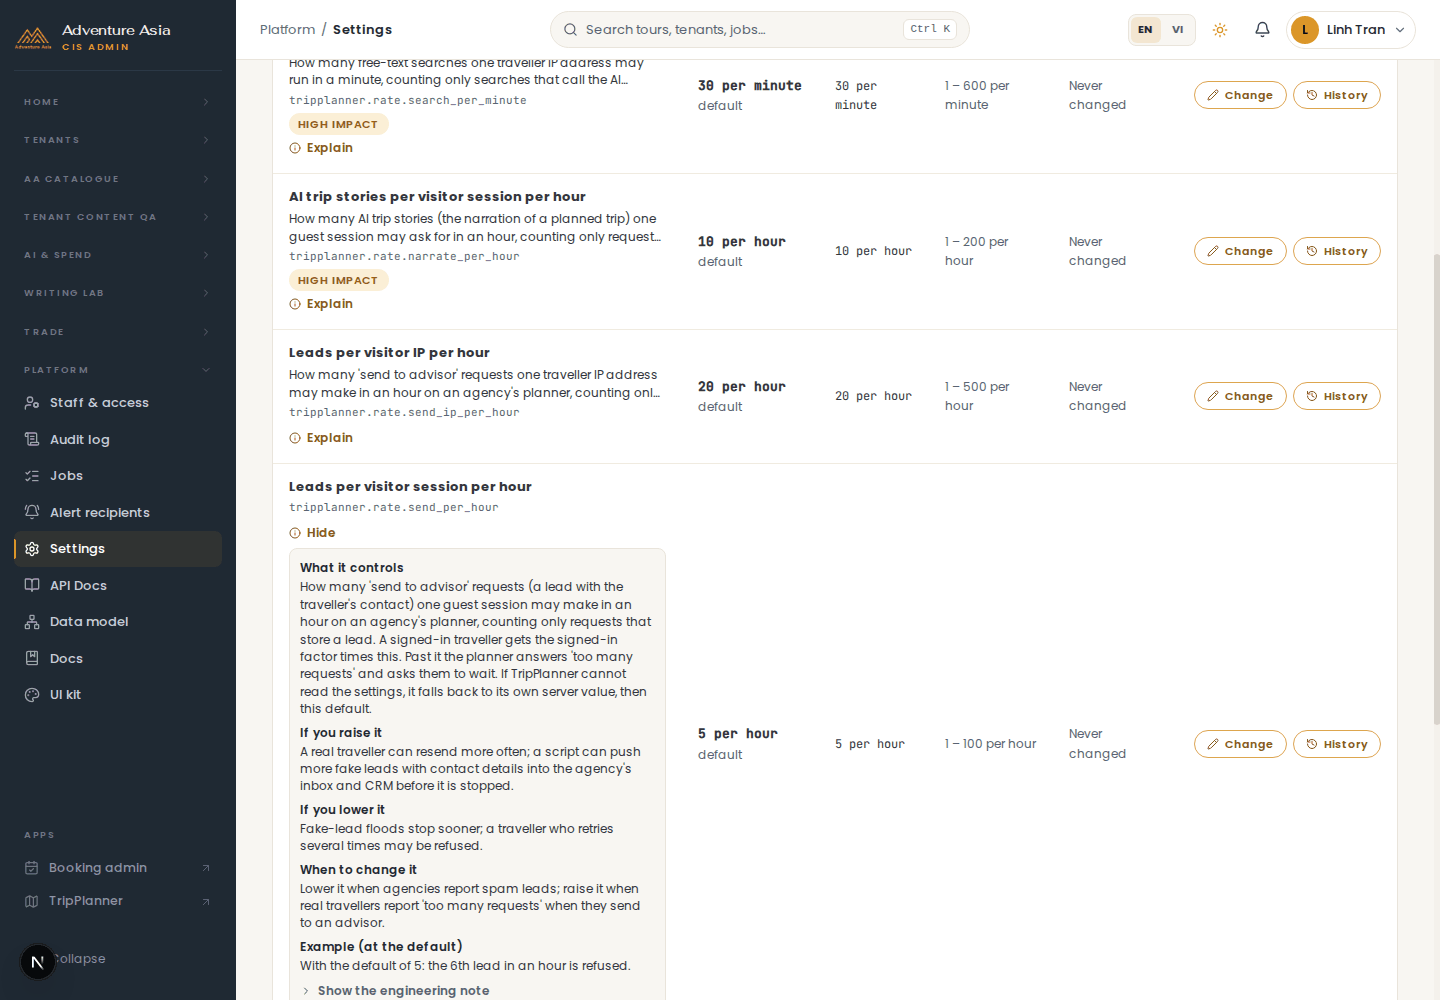 Adventure Asia
Adventure Asia
CIS ADMIN
HOME
TENANTS
AA CATALOGUE
TENANT CONTENT QA
AI & SPEND
WRITING LAB
TRADE
PLATFORM
Staff & access
Audit log
Jobs
Alert recipients
Settings
API Docs
Data model
Docs
UI kit
APPS
Booking admin
TripPlanner
N
Collapse
Platform / Settings
Search tours, tenants, jobs...
Ctrl K
EN
VI
L
Linh Tran
How many free-text searches one traveller IP address may
run in a minute, counting only searches that call the AI...
tripplanner.rate.search_per_minute
HIGH IMPACT
Explain
30 per minute
default
30 per
minute
1 – 600 per
minute
Never
changed
Change
History
AI trip stories per visitor session per hour
How many AI trip stories (the narration of a planned trip) one
guest session may ask for in an hour, counting only request...
tripplanner.rate.narrate_per_hour
HIGH IMPACT
Explain
10 per hour
default
10 per hour
1 – 200 per
hour
Never
changed
Change
History
Leads per visitor IP per hour
How many 'send to advisor' requests one traveller IP address
may make in an hour on an agency's planner, counting onl...
tripplanner.rate.send_ip_per_hour
Explain
20 per hour
default
20 per hour
1 – 500 per
hour
Never
changed
Change
History
Leads per visitor session per hour
tripplanner.rate.send_per_hour
Hide
What it controls
How many 'send to advisor' requests (a lead with the
traveller's contact) one guest session may make in an
hour on an agency's planner, counting only requests that
store a lead. A signed-in traveller gets the signed-in
factor times this. Past it the planner answers 'too many
requests' and asks them to wait. If TripPlanner cannot
read the settings, it falls back to its own server value, then
this default.
If you raise it
A real traveller can resend more often; a script can push
more fake leads with contact details into the agency's
inbox and CRM before it is stopped.
If you lower it
Fake-lead floods stop sooner; a traveller who retries
several times may be refused.
When to change it
Lower it when agencies report spam leads; raise it when
real travellers report 'too many requests' when they send
to an advisor.
Example (at the default)
With the default of 5: the 6th lead in an hour is refused.
Show the engineering note
5 per hour
default
5 per hour
1 – 100 per hour
Never
changed
Change
History